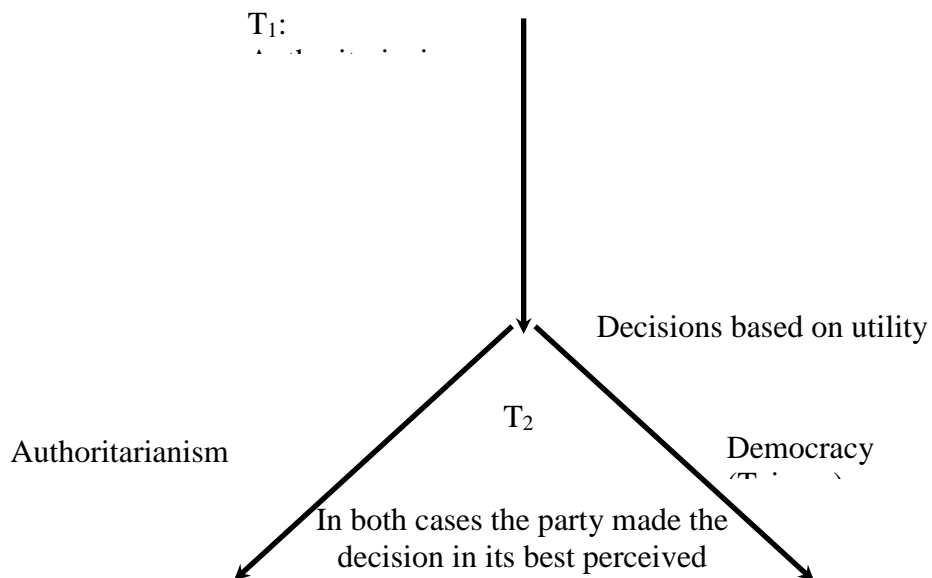 T₁:
Decisions based on utility
T₂
Authoritarianism
Democracy
In both cases the party made the
decision in its best perceived